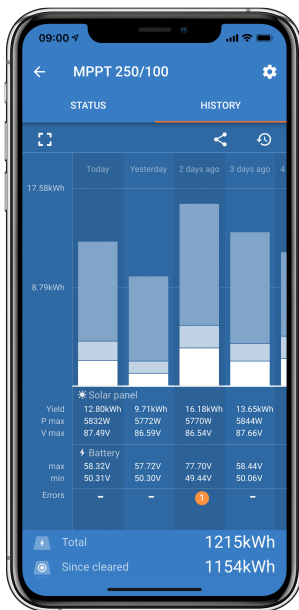 09:00
MPPT 250/100
STATUS HISTORY
Today Yesterday 2 days ago 3 days ago 4
17.58kWh
8.79kWh
Solar panel
Yield 12.80kWh 9.71kWh 16.18kWh 13.65kWh
P max 5832W 5772W 5770W 5844W
V max 87.49V 86.59V 86.54V 87.66V
Battery
max 58.32V 57.72V 77.70V 58.44V
min 50.31V 50.30V 49.44V 50.06V
Errors – – 1 –
Total 1215kWh
Since cleared 1154kWh